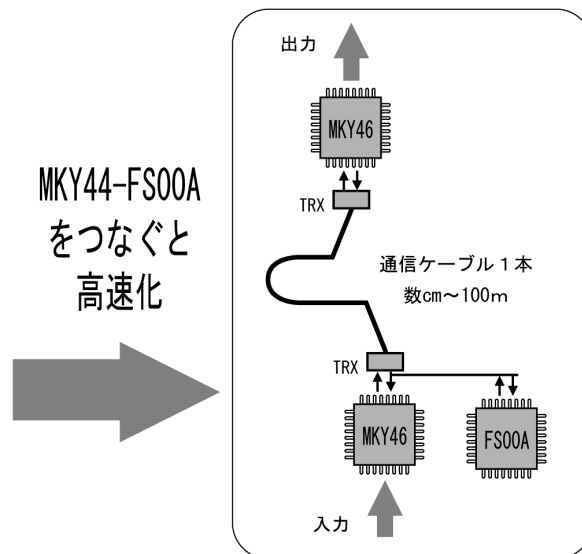 出力
MKY46
TRX
MKY44-FS00A
をつなぐと
高速化
通信ケーブル1本
数cm～100m
TRX
MKY46
FS00A
入力